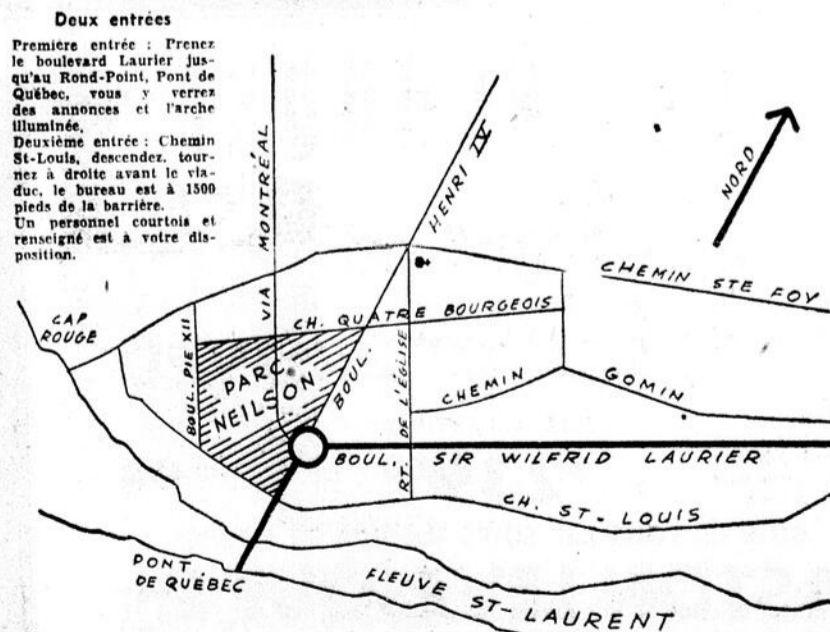 Deux entrées
Première entrée : Prenez
le boulevard Laurier jus-
qu'au Rond-Point, Pont de
Québec, vous y verrez
des annonces et l'arche
illuminée.
Deuxième entrée : Chemin
St-Louis, descendez, tour-
nez à droite avant le via-
duc, le bureau est à 1500
pieds de la barrière.
Un personnel courtois et
renseigné est à votre dis-
position.
VIA MONTRÉAL
BOUL. HENRI IV
NORD
CHEMIN STE FOY
CAP
ROUGE
BOUL. PIE XII
CH. QUATRE BOURGEOIS
PARC
NEILSON
RT. DE L'ÉGLISE
CHEMIN GOMIN
BOUL. SIR WILFRID LAURIER
CH. ST-LOUIS
PONT
DE QUÉBEC
FLEUVE ST-LAURENT